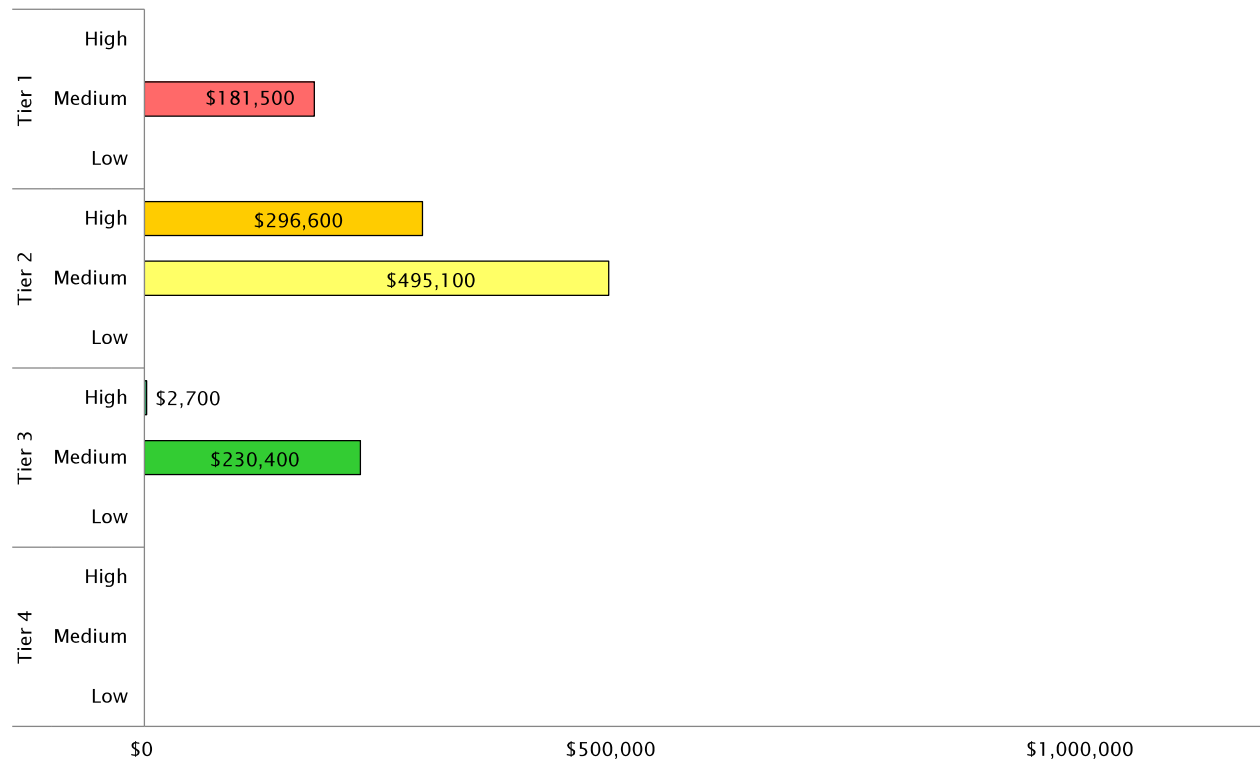 Tier 1
High
Medium $181,500
Low
Tier 2
High $296,600
Medium $495,100
Low
Tier 3
High $2,700
Medium $230,400
Low
Tier 4
High
Medium
Low
$0 $500,000 $1,000,000